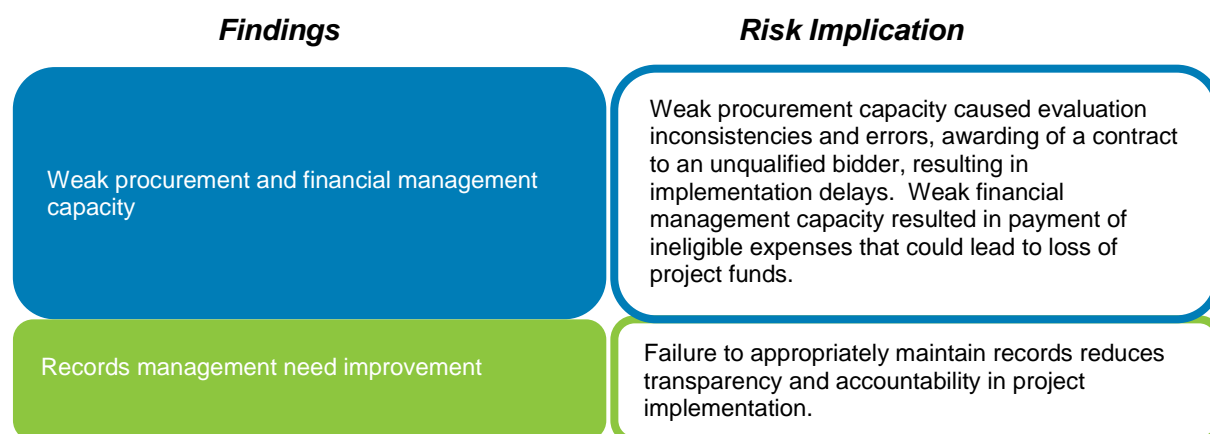 Findings
Risk Implication
Weak procurement and financial management
capacity
Weak procurement capacity caused evaluation
inconsistencies and errors, awarding of a contract
to an unqualified bidder, resulting in
implementation delays.  Weak financial
management capacity resulted in payment of
ineligible expenses that could lead to loss of
project funds.
Records management need improvement
Failure to appropriately maintain records reduces
transparency and accountability in project
implementation.